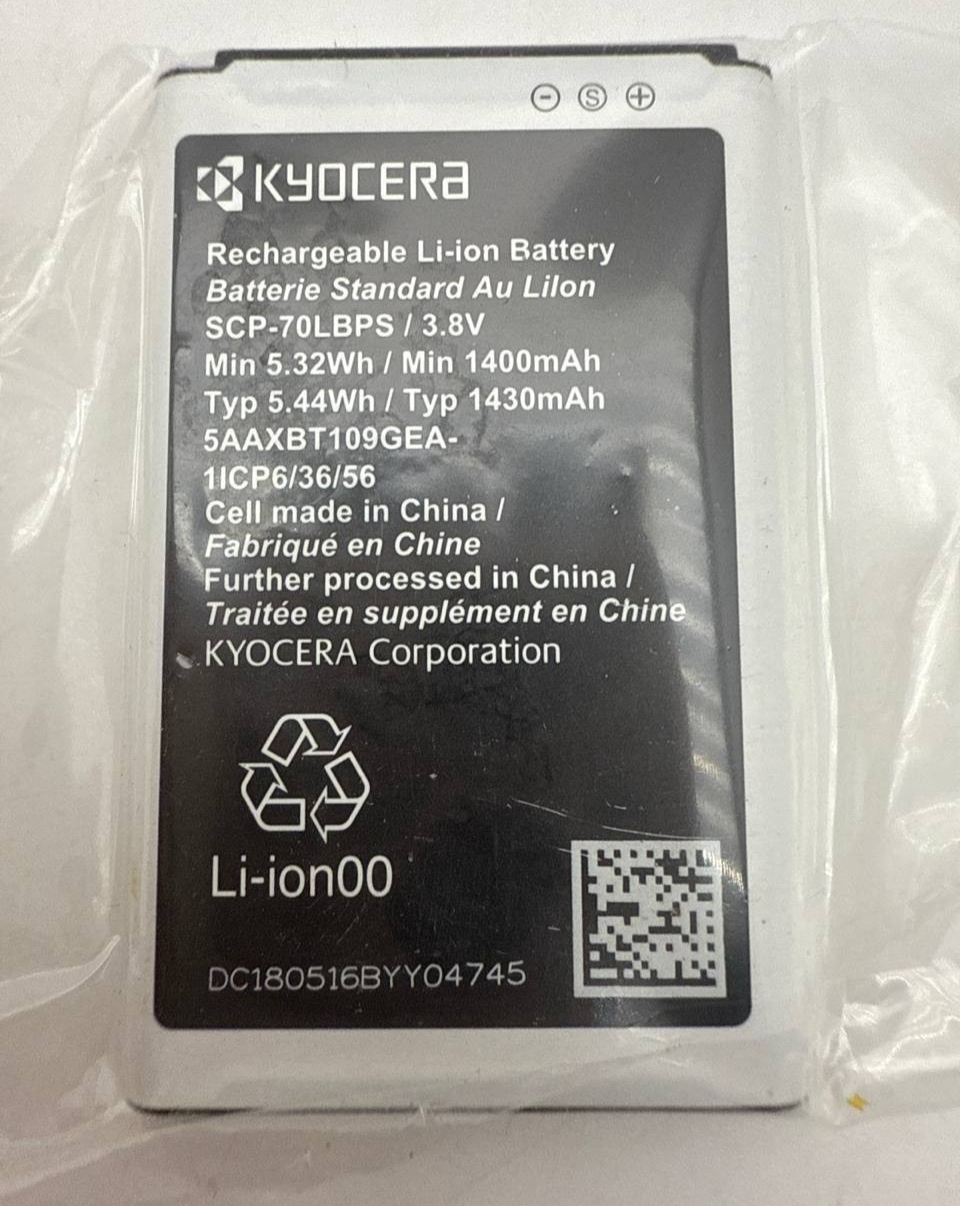 - S +
KYOCERA
Rechargeable Li-ion Battery
Batterie Standard Au LiIon
SCP-70LBPS / 3.8V
Min 5.32Wh / Min 1400mAh
Typ 5.44Wh / Typ 1430mAh
5AAXBT109GEA-
1ICP6/36/56
Cell made in China /
Fabriqué en Chine
Further processed in China /
Traitée en supplément en Chine
KYOCERA Corporation
Li-ion00
DC180516BYY04745